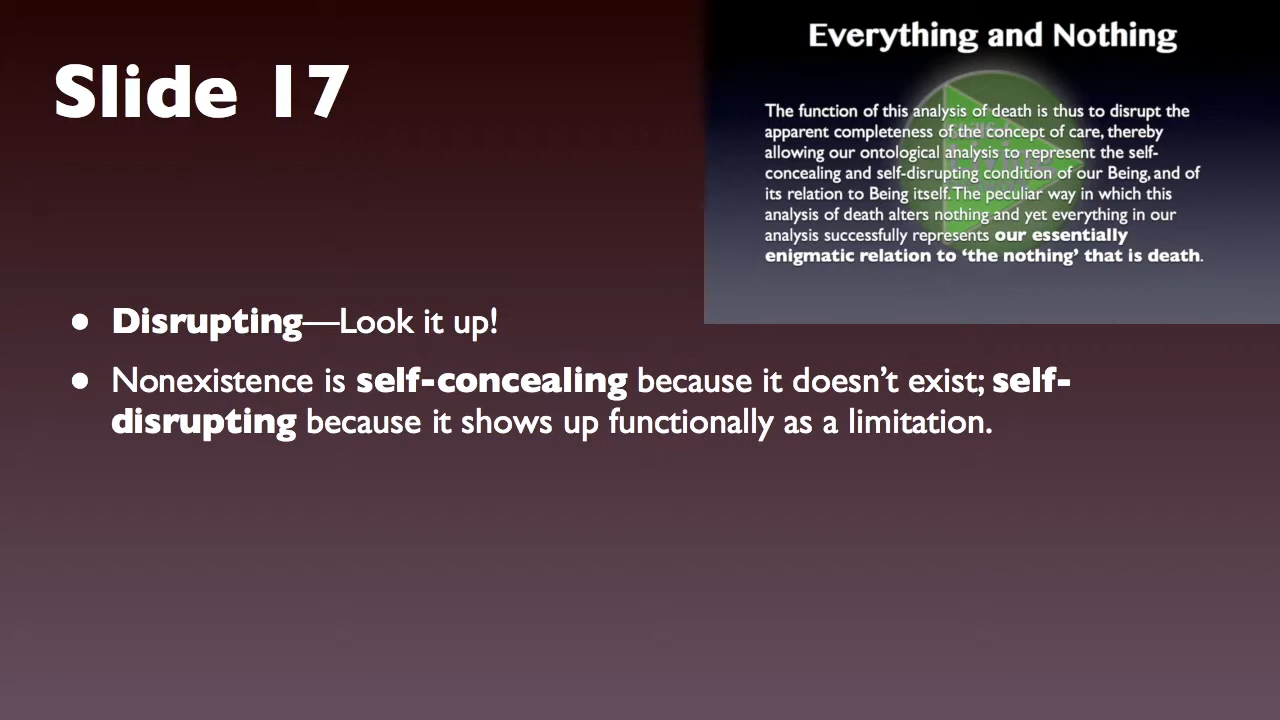 Slide 17
Everything and Nothing
The function of this analysis of death is thus to disrupt the
apparent completeness of the concept of care, thereby
allowing our ontological analysis to represent the self-
concealing and self-disrupting condition of our Being, and of
its relation to Being itself. The peculiar way in which this
analysis of death alters nothing and yet everything in our
analysis successfully represents our essentially
enigmatic relation to ‘the nothing’ that is death.
• Disrupting—Look it up!
• Nonexistence is self-concealing because it doesn’t exist; self-
disrupting because it shows up functionally as a limitation.